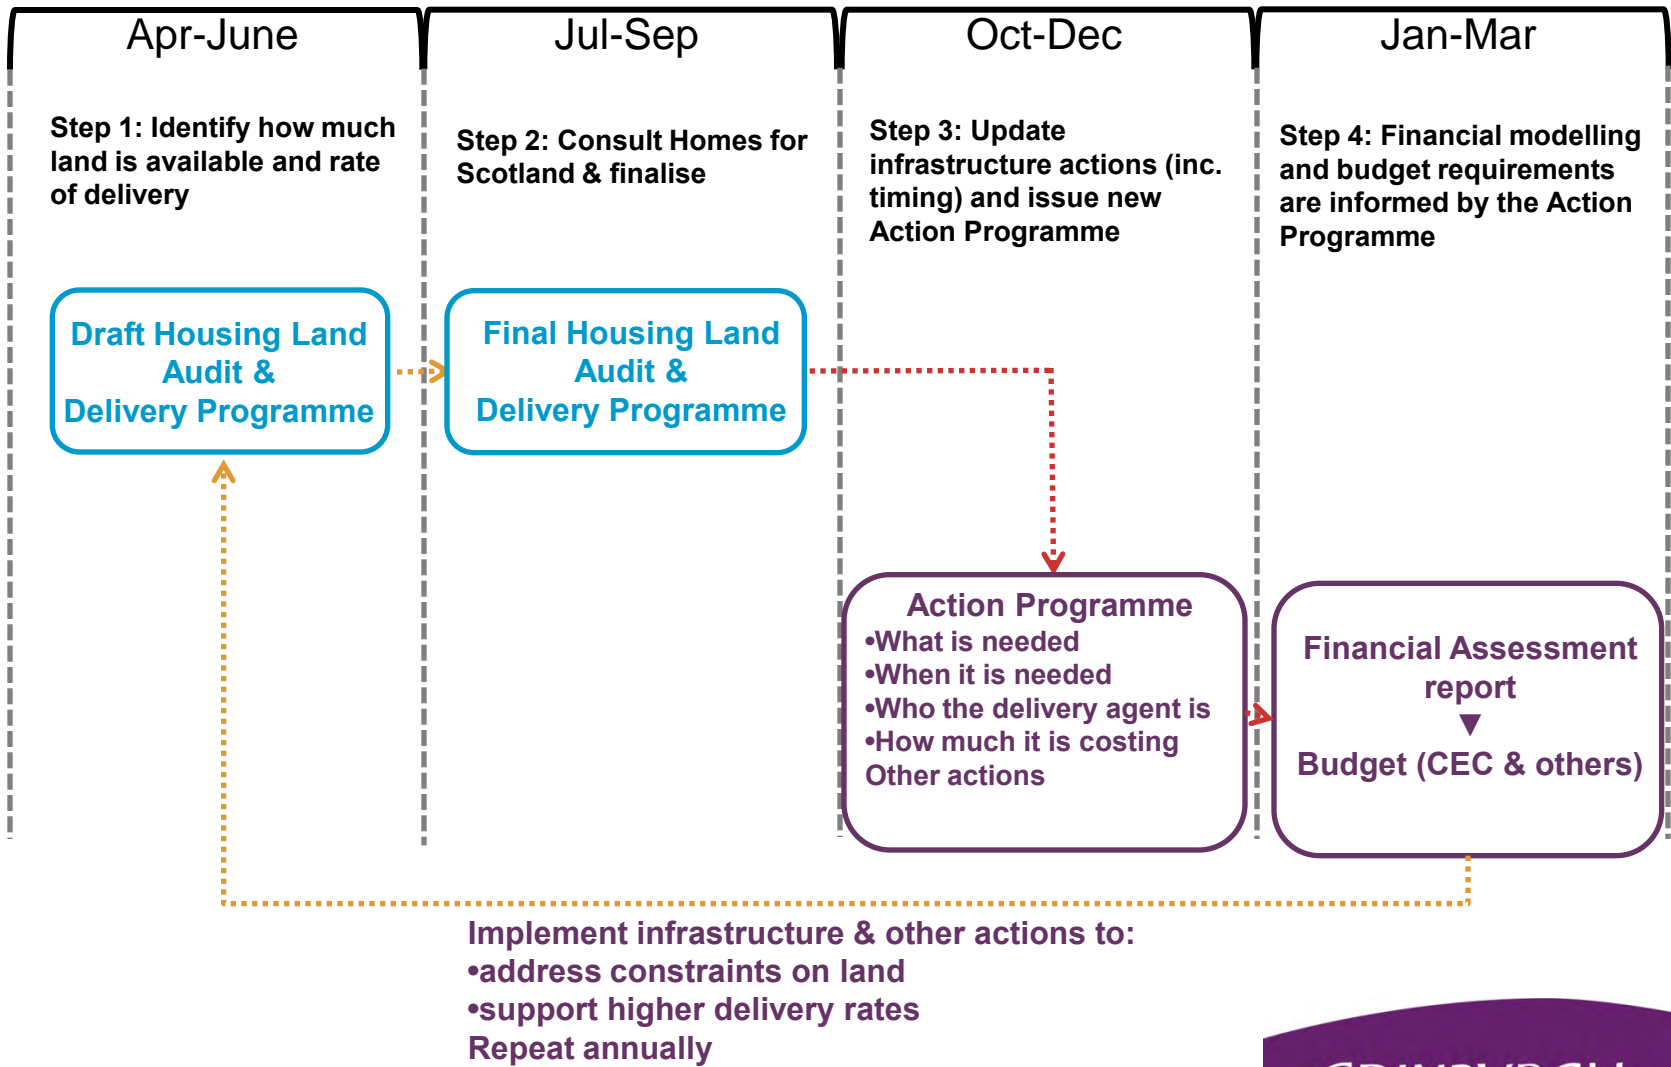 Apr-June
Jul-Sep
Oct-Dec
Jan-Mar
Step 1: Identify how much
land is available and rate
of delivery
Step 2: Consult Homes for
Scotland & finalise
Step 3: Update
infrastructure actions (inc.
timing) and issue new
Action Programme
Step 4: Financial modelling
and budget requirements
are informed by the Action
Programme
Draft Housing Land
Audit &
Delivery Programme
Final Housing Land
Audit &
Delivery Programme
Action Programme
•What is needed
•When it is needed
•Who the delivery agent is
•How much it is costing
Other actions
Financial Assessment
report
▼
Budget (CEC & others)
Implement infrastructure & other actions to:
•address constraints on land
•support higher delivery rates
Repeat annually